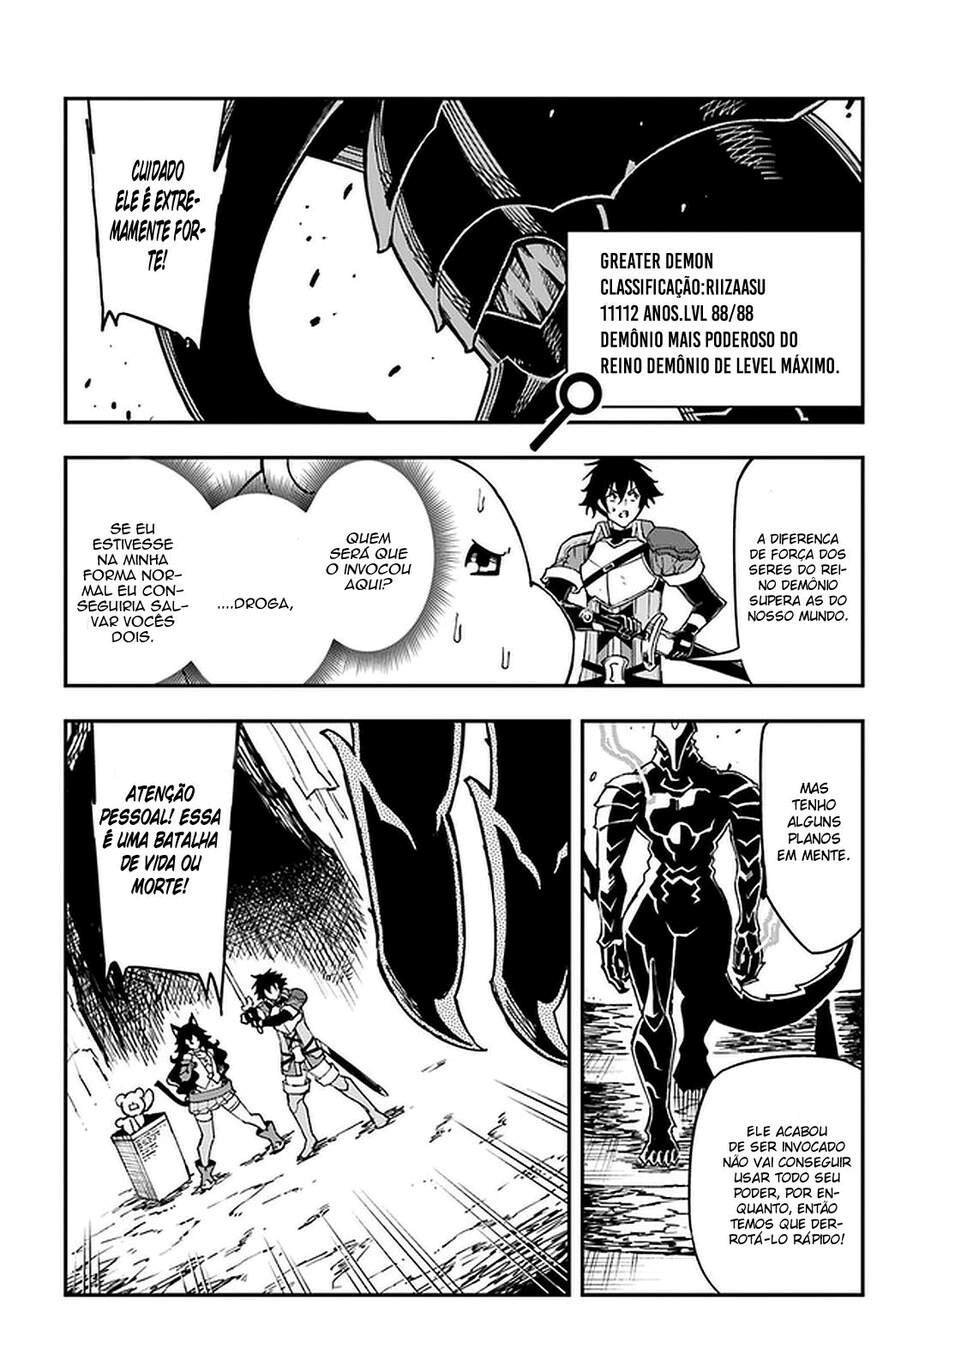 CUIDADO
ELE É EXTRE-
MAMENTE FOR-
TE!
GREATER DEMON
CLASSIFICAÇÃO:RIIZAASU
11112 ANOS.LVL 88/88
DEMÔNIO MAIS PODEROSO DO
REINO DEMÔNIO DE LEVEL MÁXIMO.
A DIFERENÇA
DE FORÇA DOS
SERES DO REI-
NO DEMÔNIO
SUPERA AS DO
NOSSO MUNDO.
QUEM
SERÁ QUE
O INVOCOU
AQUI?
....DROGA,
SE EU
ESTIVESSE
NA MINHA
FORMA NOR-
MAL EU CON-
SEGUIRIA SAL-
VAR VOCÊS
DOIS.
MAS
TENHO
ALGUNS
PLANOS
EM MENTE.
ELE ACABOU
DE SER INVOCADO
NÃO VAI CONSEGUIR
USAR TODO SEU
PODER, POR EN-
QUANTO, ENTÃO
TEMOS QUE DER-
ROTÁ-LO RÁPIDO!
ATENÇÃO
PESSOAL! ESSA
É UMA BATALHA
DE VIDA OU
MORTE!